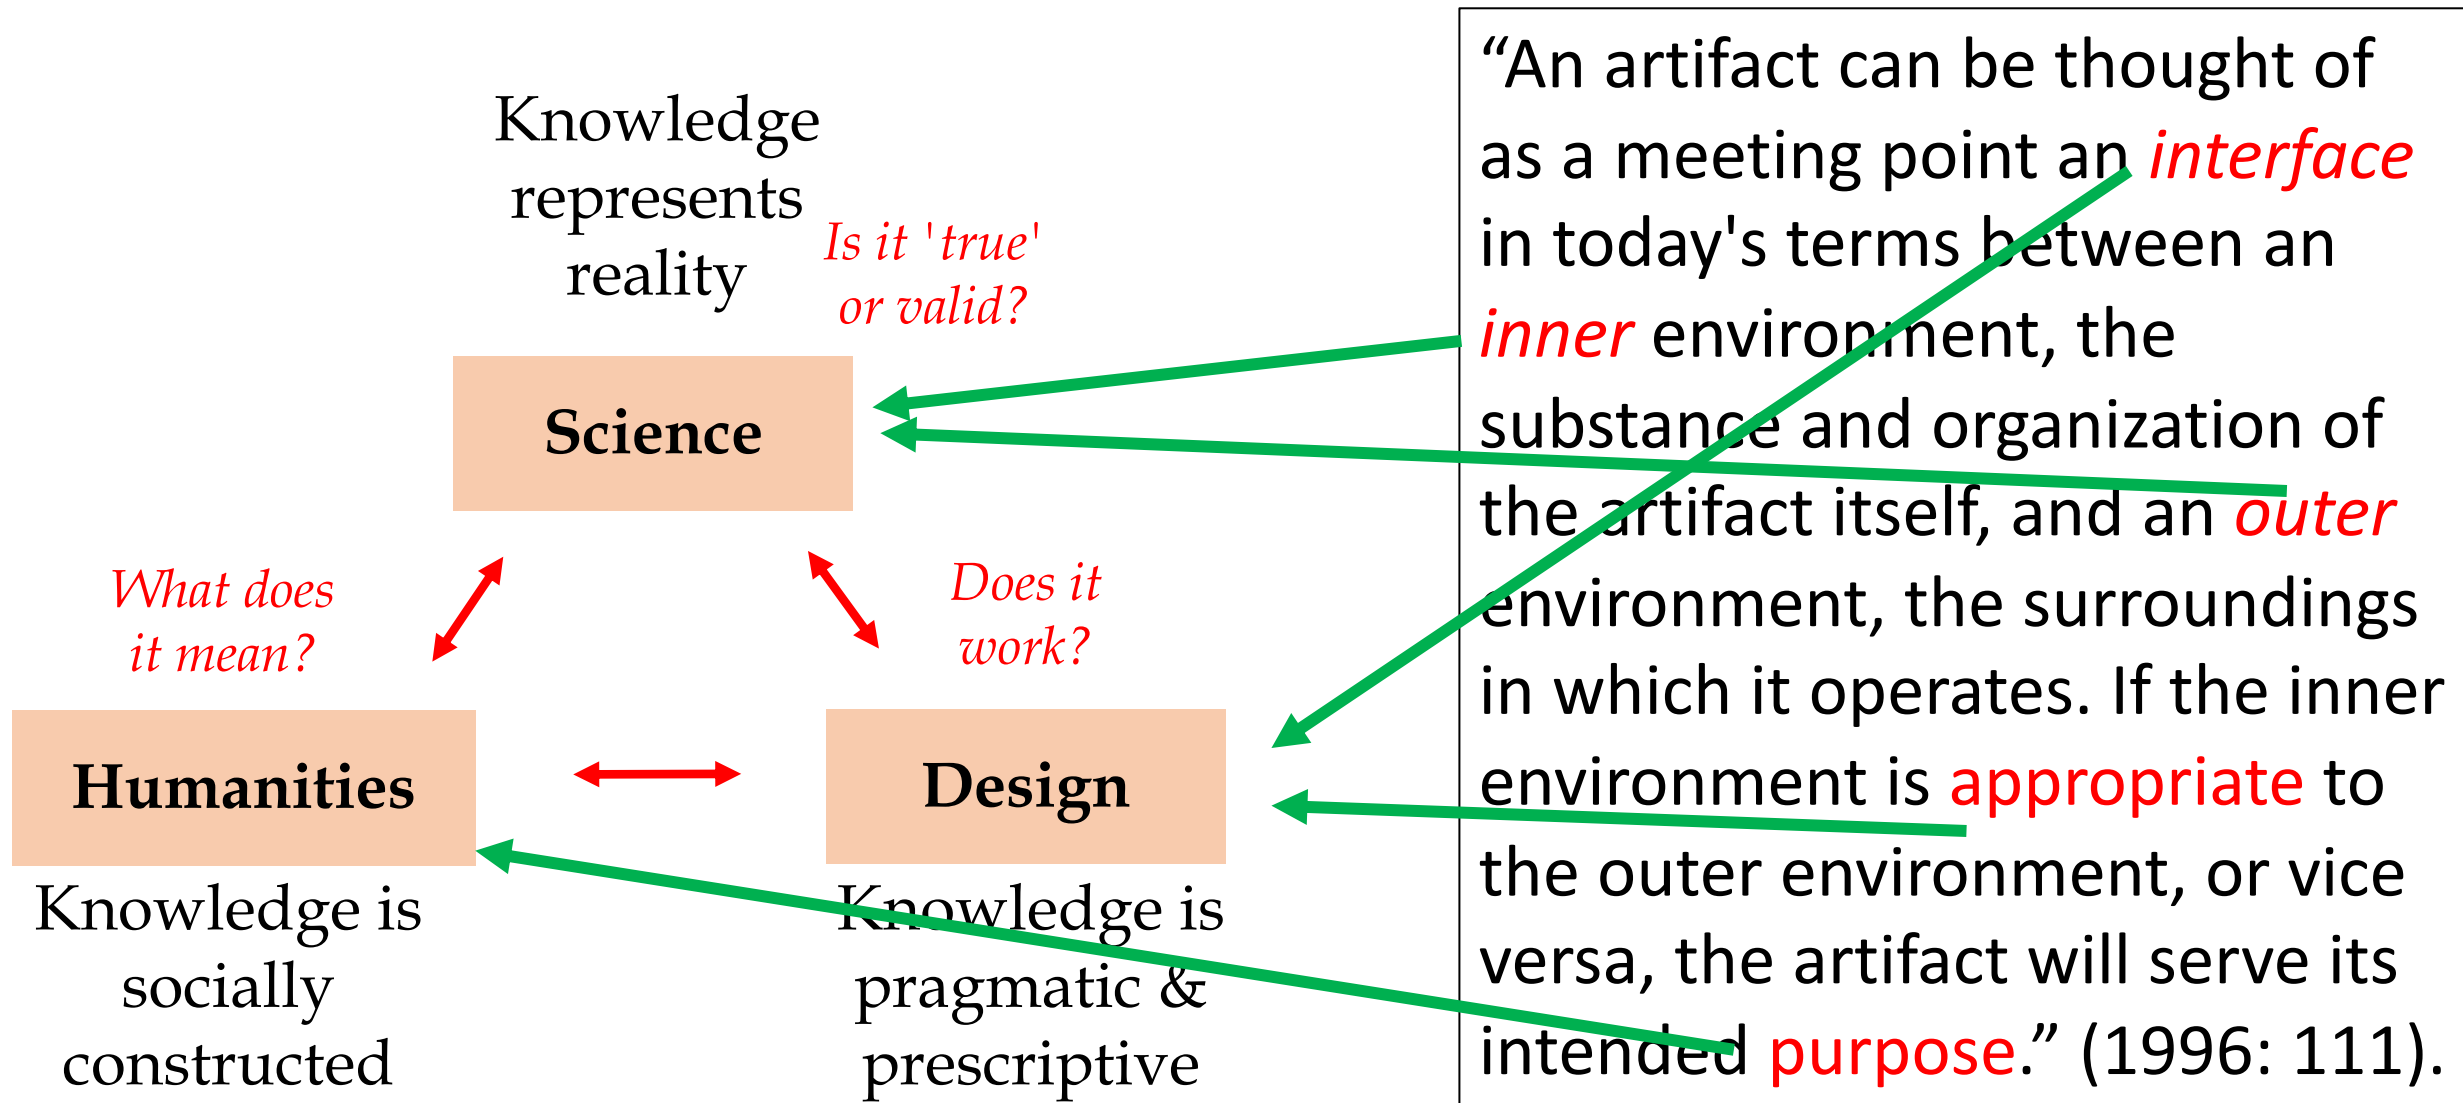 Knowledge
represents
reality
Is it 'true'
or valid?
Science
What does
it mean?
Does it
work?
Humanities
Design
Knowledge is
socially
constructed
Knowledge is
pragmatic &
prescriptive
“An artifact can be thought of
as a meeting point an interface
in today's terms between an
inner environment, the
substance and organization of
the artifact itself, and an outer
environment, the surroundings
in which it operates. If the inner
environment is appropriate to
the outer environment, or vice
versa, the artifact will serve its
intended purpose.” (1996: 111).